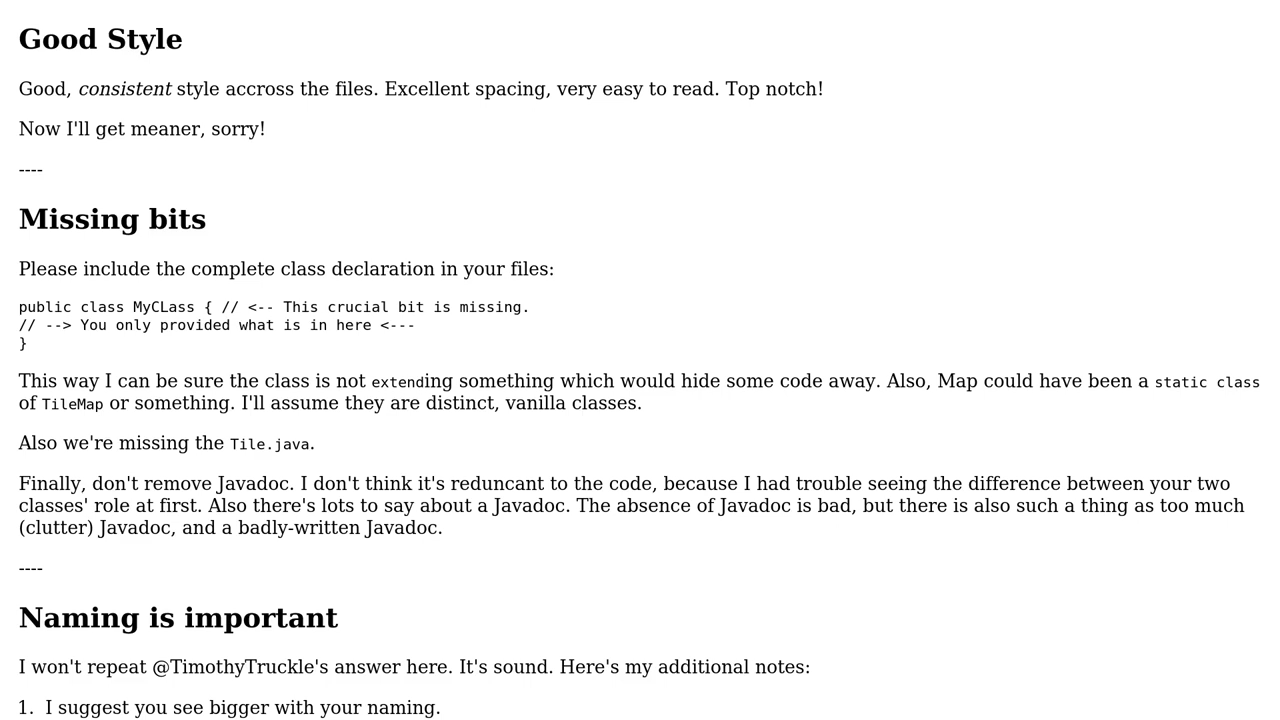 Good Style
Good, consistent style accross the files. Excellent spacing, very easy to read. Top notch!
Now I'll get meaner, sorry!
----
Missing bits
Please include the complete class declaration in your files:
public class MyCLass { // <-- This crucial bit is missing.
// --> You only provided what is in here <---
}
This way I can be sure the class is not extending something which would hide some code away. Also, Map could have been a static class
of TileMap or something. I'll assume they are distinct, vanilla classes.
Also we're missing the Tile.java.
Finally, don't remove Javadoc. I don't think it's reduncant to the code, because I had trouble seeing the difference between your two
classes' role at first. Also there's lots to say about a Javadoc. The absence of Javadoc is bad, but there is also such a thing as too much
(clutter) Javadoc, and a badly-written Javadoc.
----
Naming is important
I won't repeat @TimothyTruckle's answer here. It's sound. Here's my additional notes:
1. I suggest you see bigger with your naming.